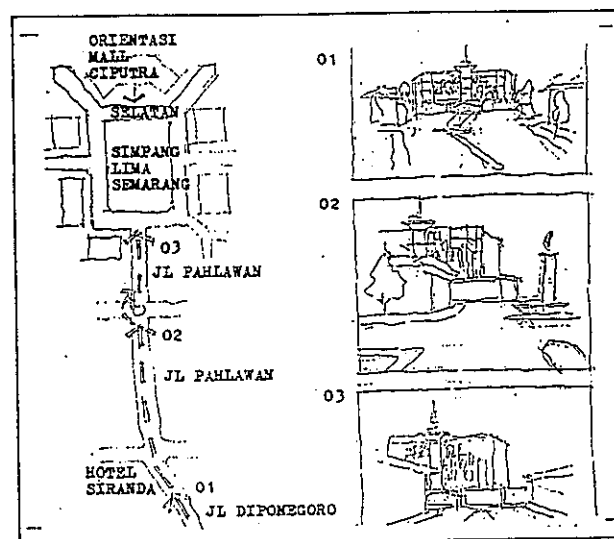 ORIENTASI
MALL
CIPUTRA
SELATAN
SIMPANG
LIMA
SEMARANG
03
JL PAHLAWAN
02
JL PAHLAWAN
HOTEL
SIRANDA
01
JL DIPONEGORO
01
02
03